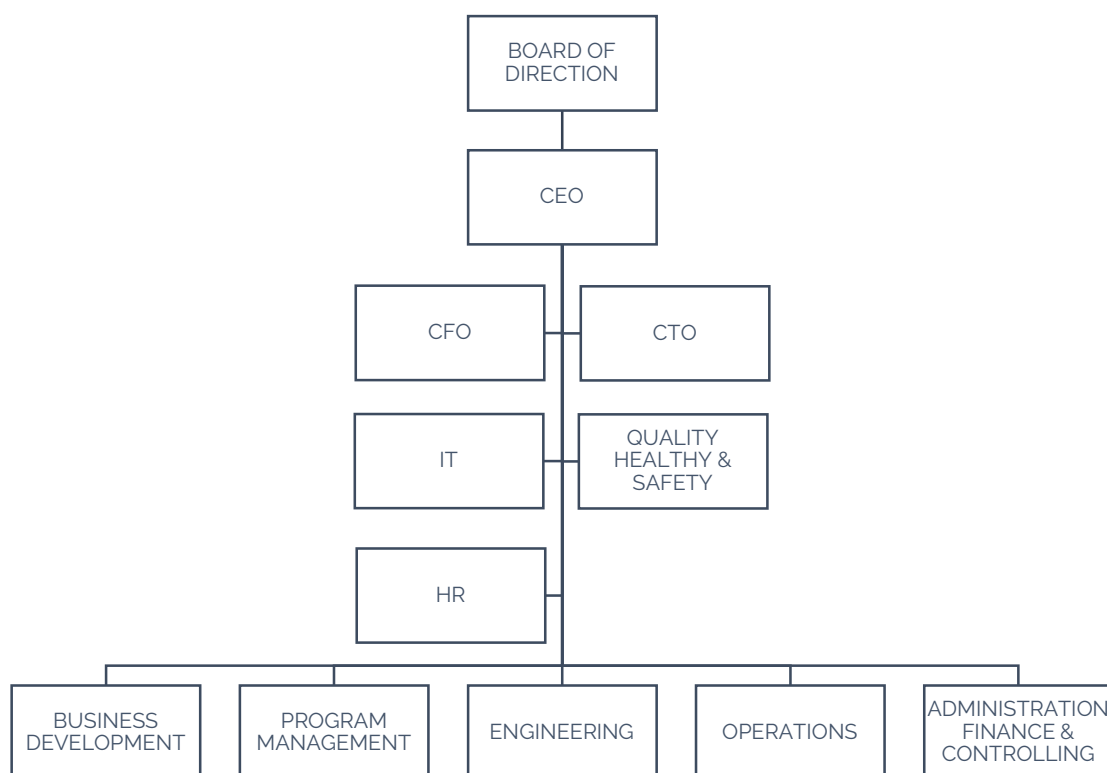 BOARD OF
DIRECTION
CEO
CFO
CTO
IT
QUALITY
HEALTHY &
SAFETY
HR
BUSINESS
DEVELOPMENT
PROGRAM
MANAGEMENT
ENGINEERING
OPERATIONS
ADMINISTRATION
FINANCE &
CONTROLLING